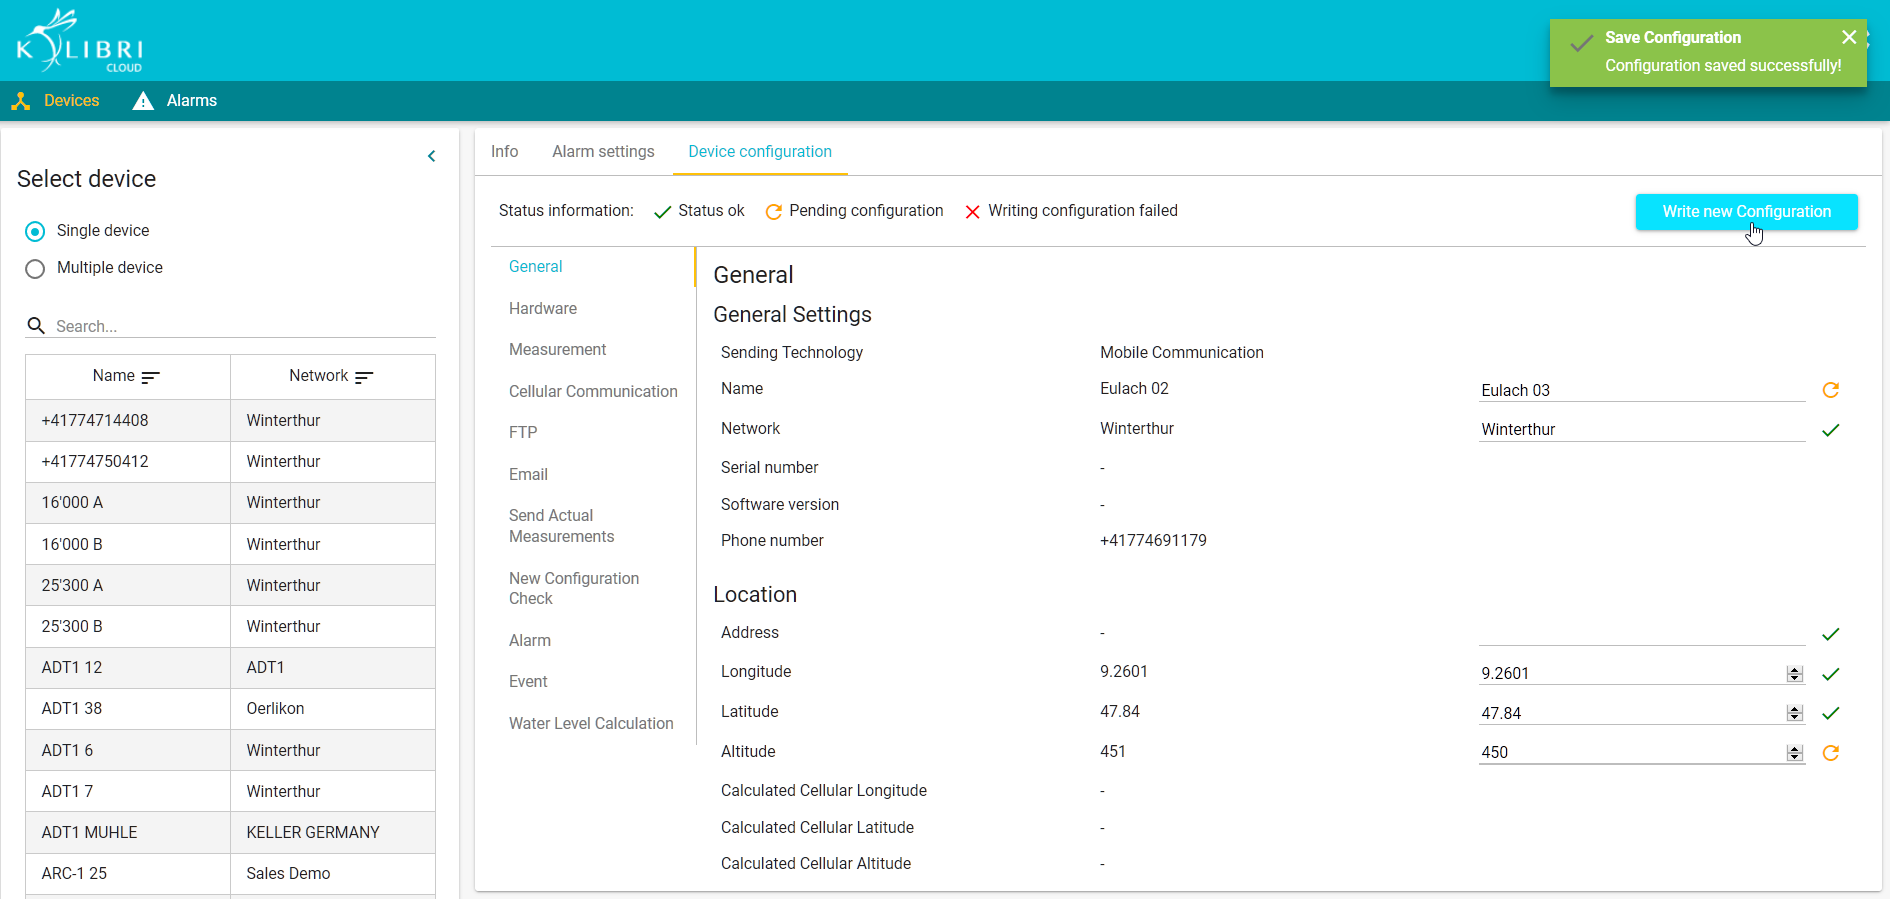 KOLIBRI
CLOUD
Save Configuration
Configuration saved successfully!
Devices
Alarms
Select device
Single device
Multiple device
Search...
Name Network
+41774714408 Winterthur
+41774750412 Winterthur
16'000 A Winterthur
16'000 B Winterthur
25'300 A Winterthur
25'300 B Winterthur
ADT1 12 ADT1
ADT1 38 Oerlikon
ADT1 6 Winterthur
ADT1 7 Winterthur
ADT1 MUHLE KELLER GERMANY
ARC-1 25 Sales Demo
Info Alarm settings Device configuration
Status information: Status ok Pending configuration Writing configuration failed
Write new Configuration
General
Hardware
Measurement
Cellular Communication
FTP
Email
Send Actual
Measurements
New Configuration
Check
Alarm
Event
Water Level Calculation
General
General Settings
Sending Technology Mobile Communication
Name Eulach 02 Eulach 03
Network Winterthur Winterthur
Serial number -
Software version -
Phone number +41774691179
Location
Address -
Longitude 9.2601 9.2601
Latitude 47.84 47.84
Altitude 451 450
Calculated Cellular Longitude -
Calculated Cellular Latitude -
Calculated Cellular Altitude -